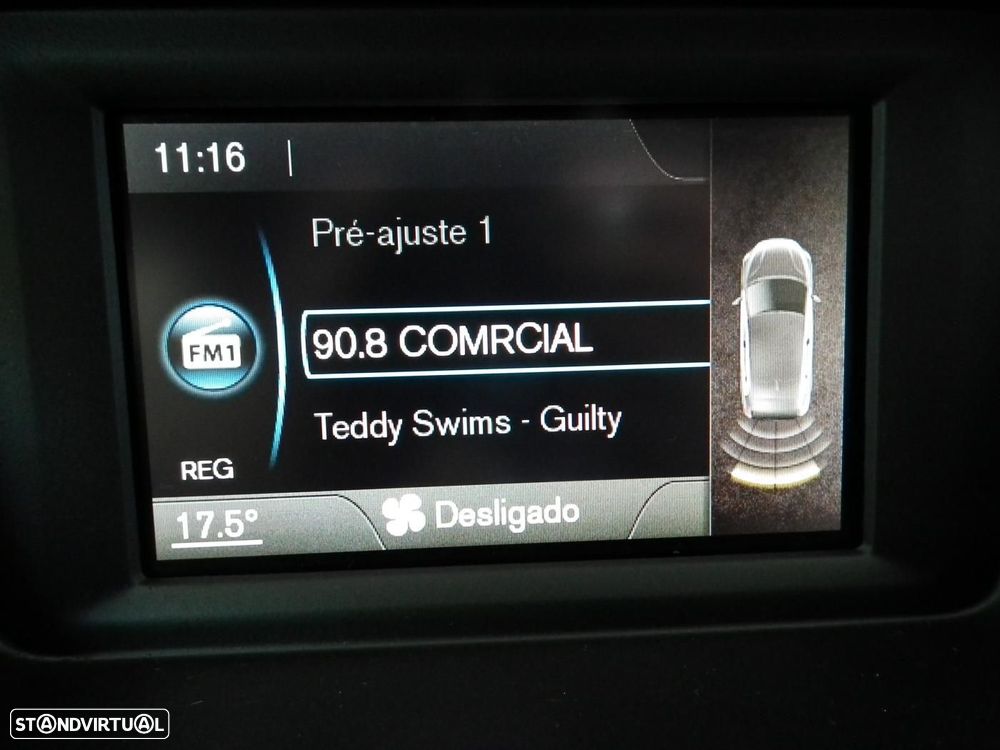 11:16
Pré-ajuste 1
FM1
90.8 COMRCIAL
Teddy Swims - Guilty
REG
17.5°
Desligado
STANDVIRTUAL